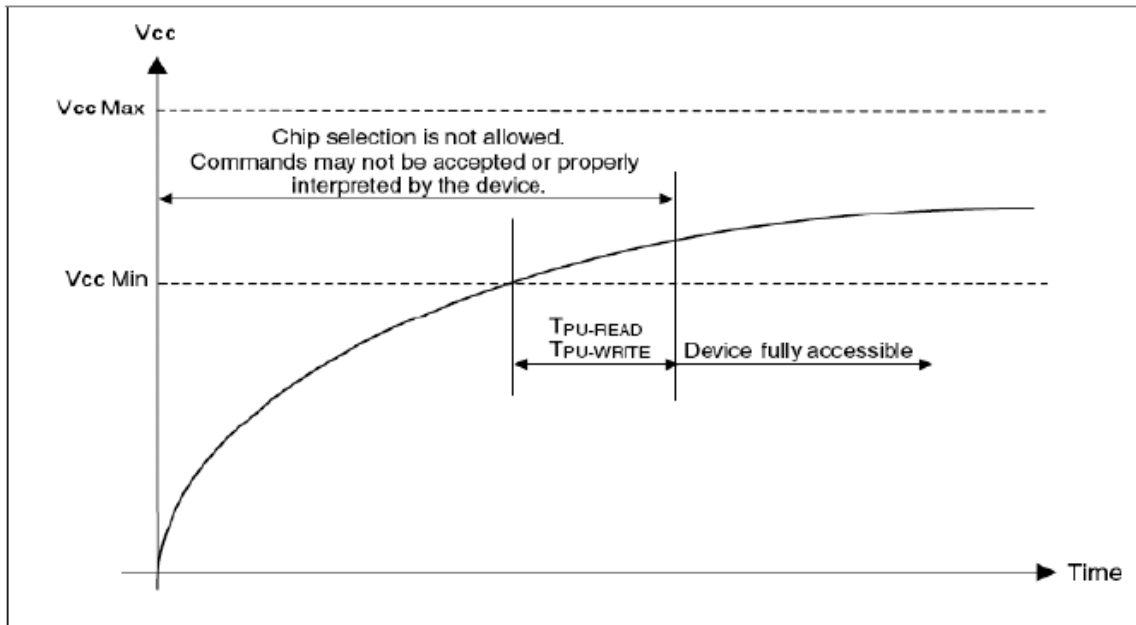 Vcc
Vcc Max
Chip selection is not allowed.
Commands may not be accepted or properly
interpreted by the device.
Vcc Min
TPU-READ
TPU-WRITE
Device fully accessible
Time